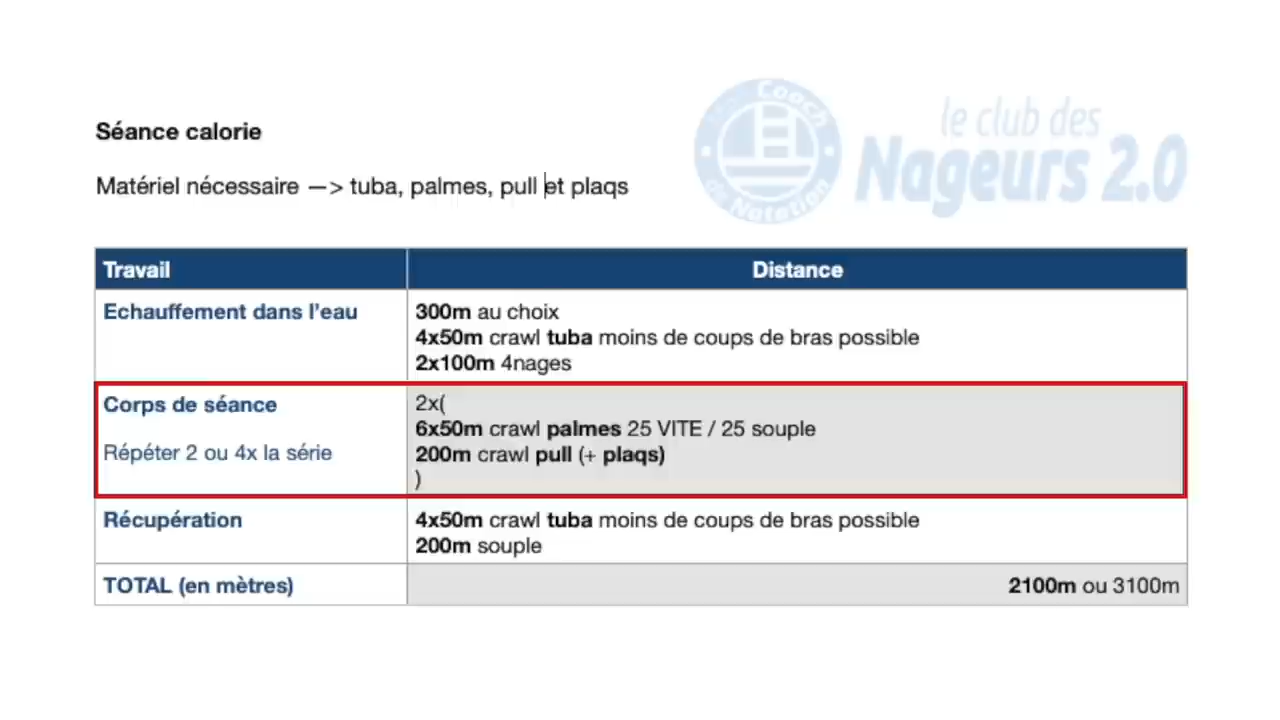 Séance calorie
Matériel nécessaire —> tuba, palmes, pull et plaqs
Coach
de Natation
le club des
Nageurs 2.0
Travail
Distance
Echauffement dans l'eau
300m au choix
4x50m crawl tuba moins de coups de bras possible
2x100m 4nages
Corps de séance
Répéter 2 ou 4x la série
2x(
6x50m crawl palmes 25 VITE / 25 souple
200m crawl pull (+ plaqs)
)
Récupération
4x50m crawl tuba moins de coups de bras possible
200m souple
TOTAL (en mètres)
2100m ou 3100m